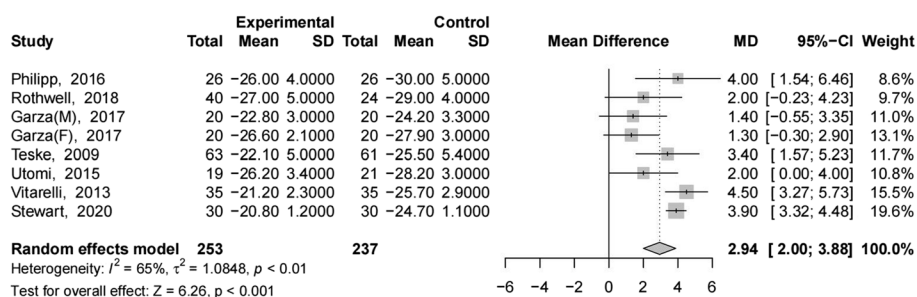 Experimental Control
Study Total Mean SD Total Mean SD Mean Difference MD 95%−CI Weight
Philipp, 2016 26 −26.00 4.0000 26 −30.00 5.0000 4.00 [ 1.54; 6.46] 8.6%
Rothwell, 2018 40 −27.00 5.0000 24 −29.00 4.0000 2.00 [−0.23; 4.23] 9.7%
Garza(M), 2017 20 −22.80 3.0000 20 −24.20 3.3000 1.40 [−0.55; 3.35] 11.0%
Garza(F), 2017 20 −26.60 2.1000 20 −27.90 3.0000 1.30 [−0.30; 2.90] 13.1%
Teske, 2009 63 −22.10 5.0000 61 −25.50 5.4000 3.40 [ 1.57; 5.23] 11.7%
Utomi, 2015 19 −26.20 3.4000 21 −28.20 3.0000 2.00 [ 0.00; 4.00] 10.8%
Vitarelli, 2013 35 −21.20 2.3000 35 −25.70 2.9000 4.50 [ 3.27; 5.73] 15.5%
Stewart, 2020 30 −20.80 1.2000 30 −24.70 1.1000 3.90 [ 3.32; 4.48] 19.6%
Random effects model 253 237 2.94 [ 2.00; 3.88] 100.0%
Heterogeneity: I² = 65%, τ² = 1.0848, p < 0.01
Test for overall effect: Z = 6.26, p < 0.001
−6 −4 −2 0 2 4 6